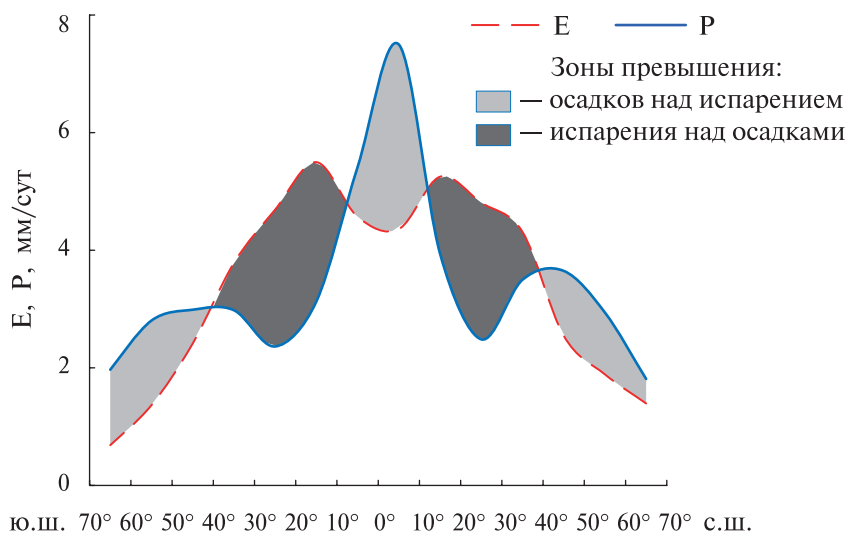 8
6
4
2
0
E, P, мм/сут
E P
Зоны превышения:
— осадков над испарением
— испарения над осадками
ю.ш. 70° 60° 50° 40° 30° 20° 10° 0° 10° 20° 30° 40° 50° 60° 70° с.ш.